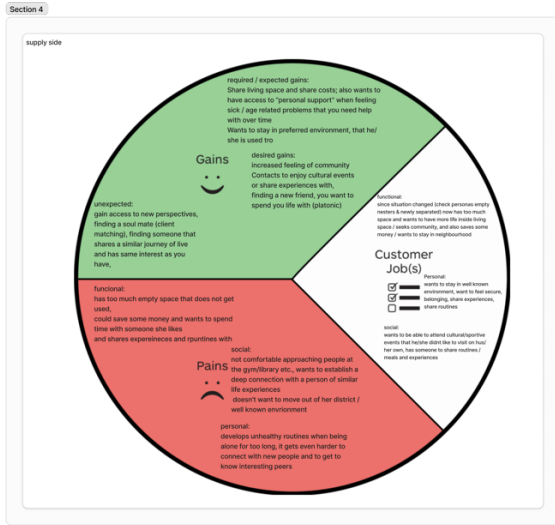 Section 4
supply side
required / expected gains:
Share living space and share costs; also wants to
have access to "personal support" when feeling
sick / age related problems that you need help
with over time
Wants to stay in preferred environment, that he/
she is used tro
Gains
desired gains:
increased feeling of community
Contacts to enjoy cultural events
or share experiences with,
finding a new friend, you want to
spend you life with (platonic)
unexpected:
gain access to new perspectives,
finding a soul mate (client
matching), finding someone that
shares a similar journey of live
and has same interest as you
have,
functional:
since situation changed (check personas empty
nesters & newly separated) now has too much
space and wants to have more life inside living
space / seeks community, and also saves some
money / wants to stay in neighbourhood
Customer
Job(s)
Personal:
wants to stay in well known
environment, want to feel secure,
belonging, share experiences,
share routines
social:
wants to be able to attend cultural/sportive
events that he/she didnt like to visit on hus/
her own, has someone to share routines /
meals and experiences
funcional:
has too much empty space that does not get
used,
could save some money and wants to spend
time with someone she likes
and shares expereineces and rpuntines with
Pains
social:
not comfortable approaching people at
the gym/library etc., wants to establish a
deep connection with a person of similar
life experiences
doesn't want to move out of her district /
well known envrionment
personal:
develops unhealthy routines when being
alone for too long, it gets even harder to
connect with new people and to get to
know interesting peers